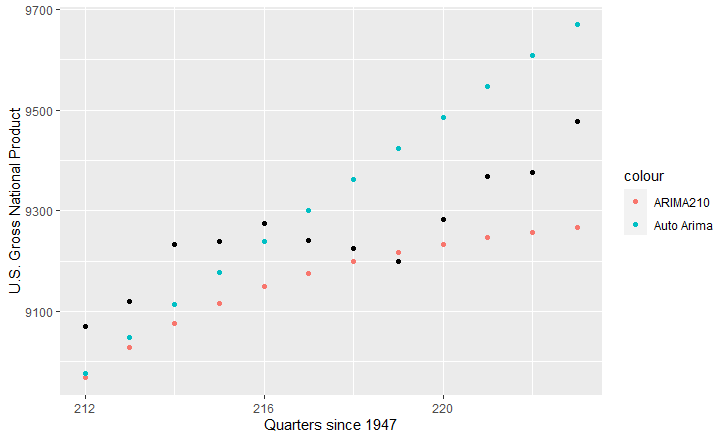 9700
9500
9300
9100
U.S. Gross National Product
212
216
220
Quarters since 1947
colour
ARIMA210
Auto Arima